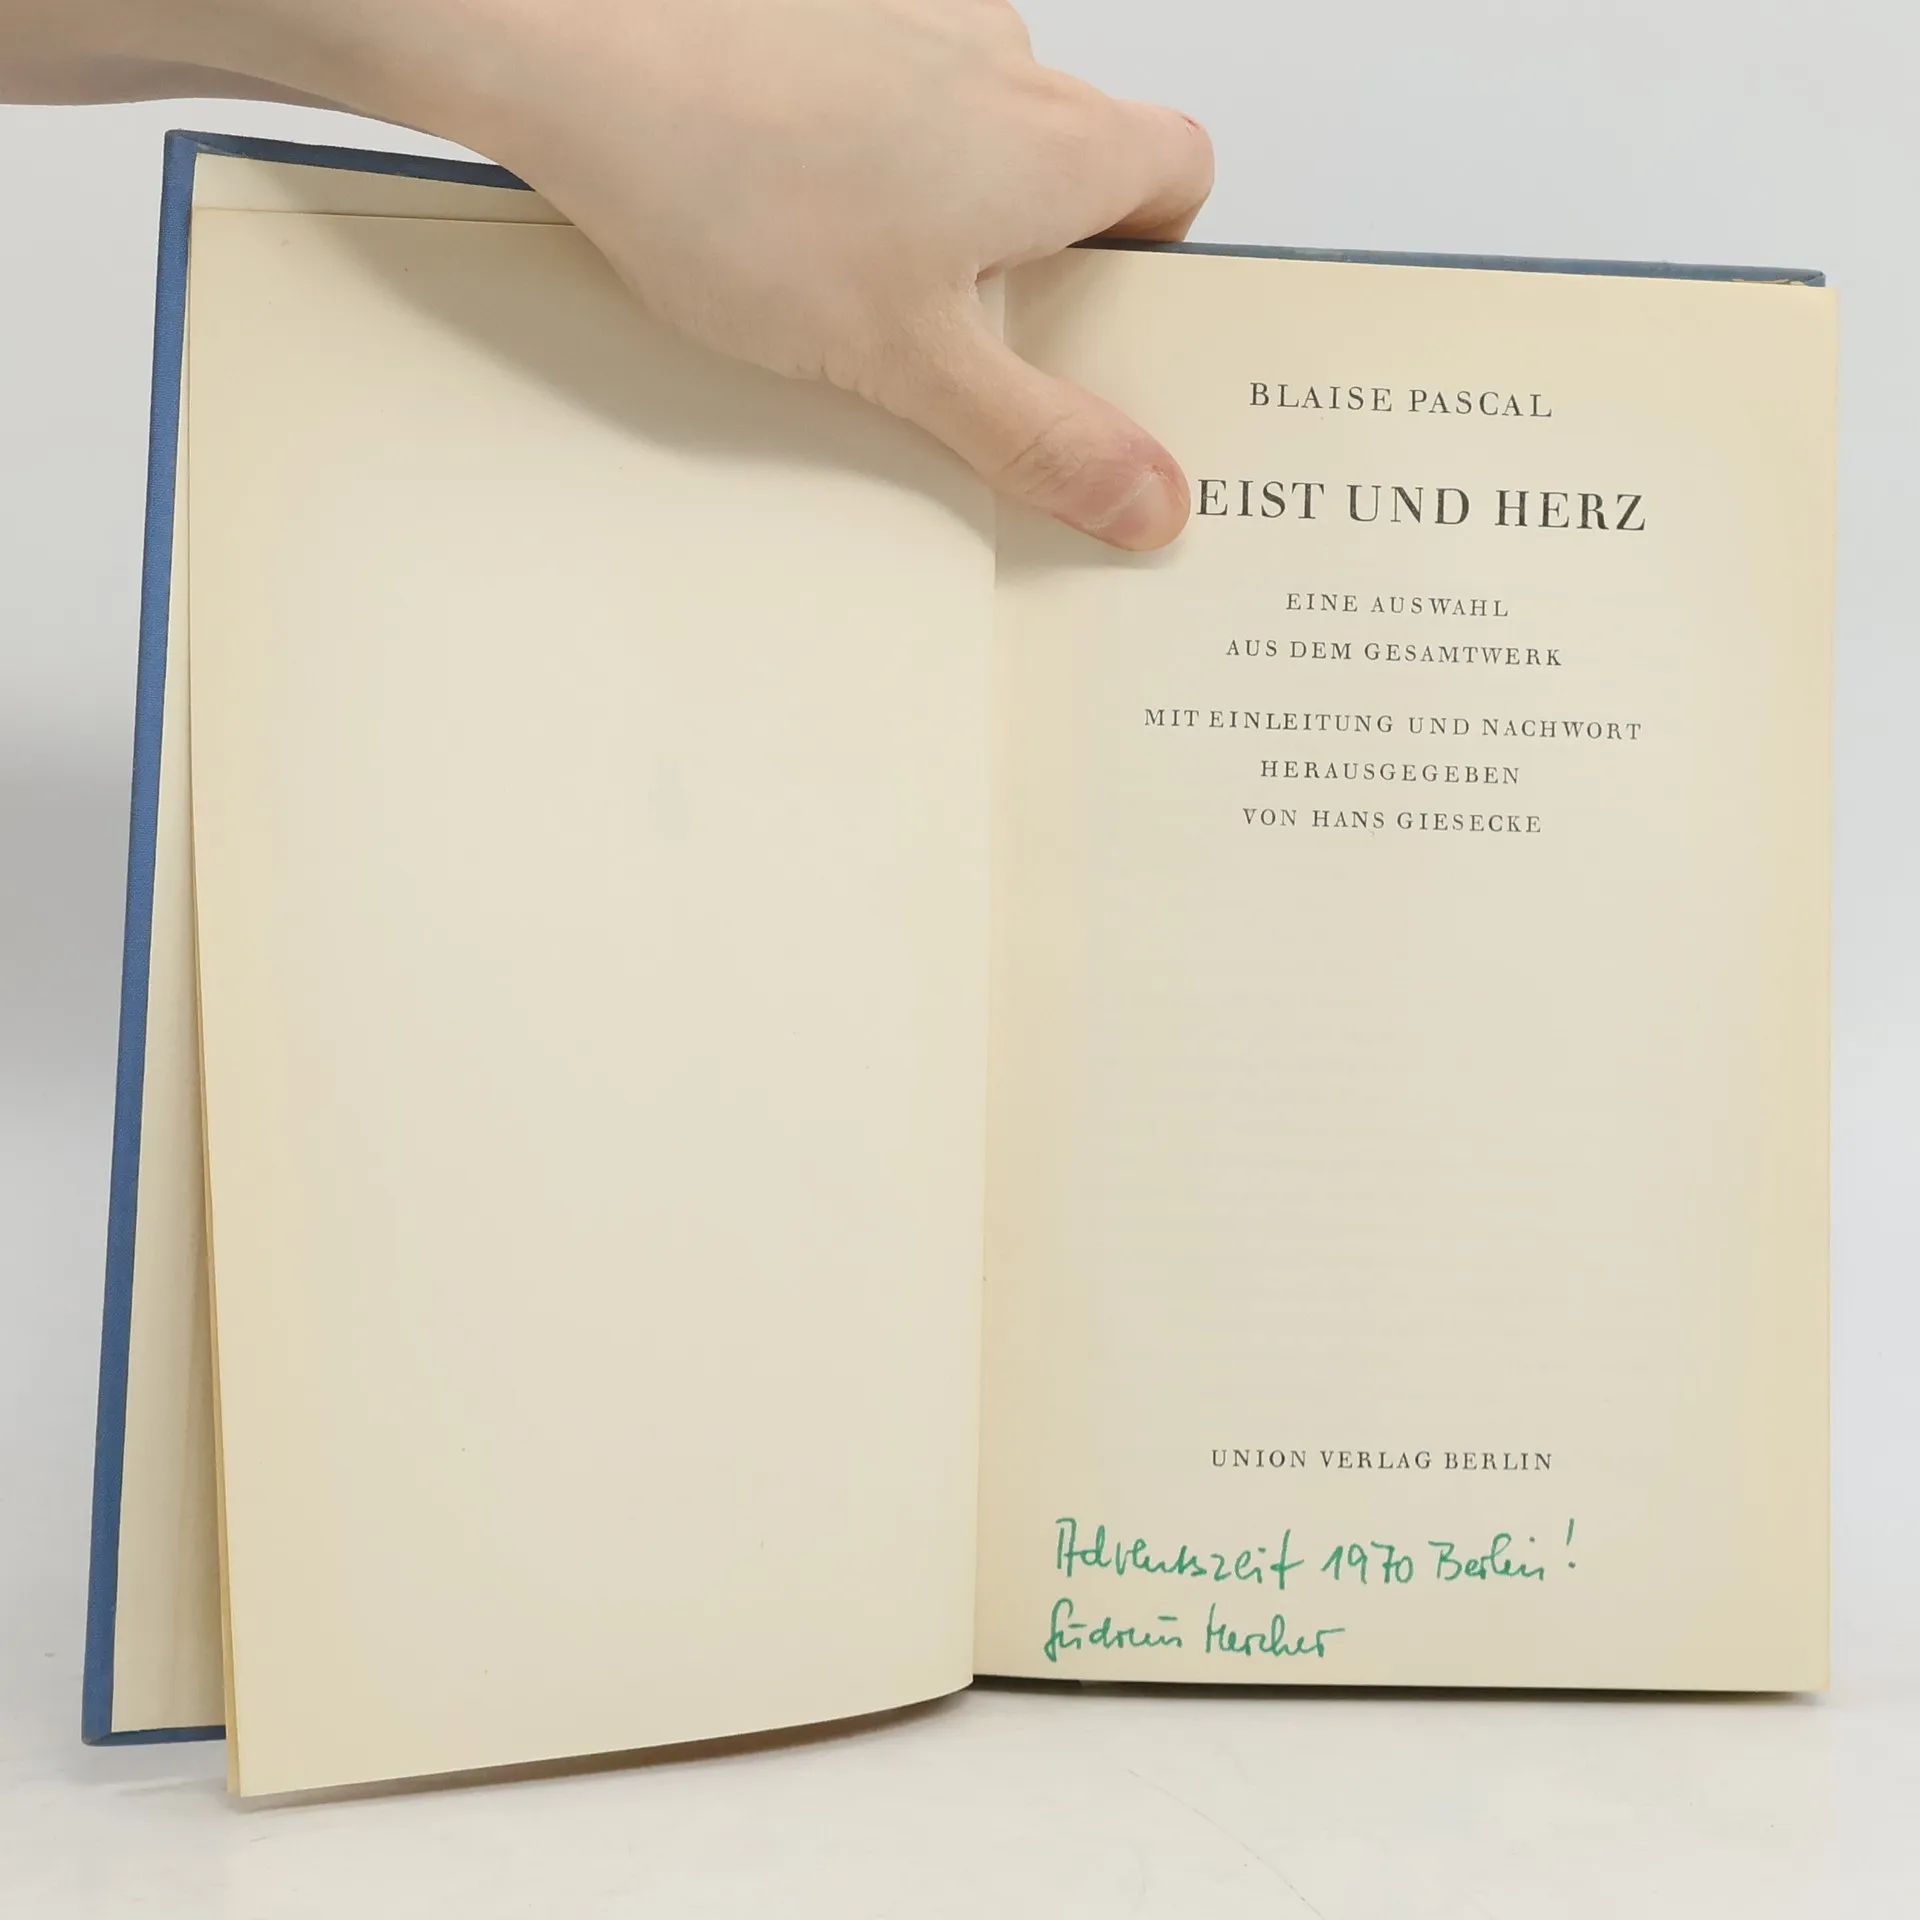 BLAISE PASCAL
EIST UND HERZ
EINE AUSWAHL
AUS DEM GESAMTWERK
MIT EINLEITUNG UND NACHWORT
HERAUSGEGEBEN
VON HANS GIESECKE
UNION VERLAG BERLIN
Adventszeit 1970 Berlin!
Gudrun